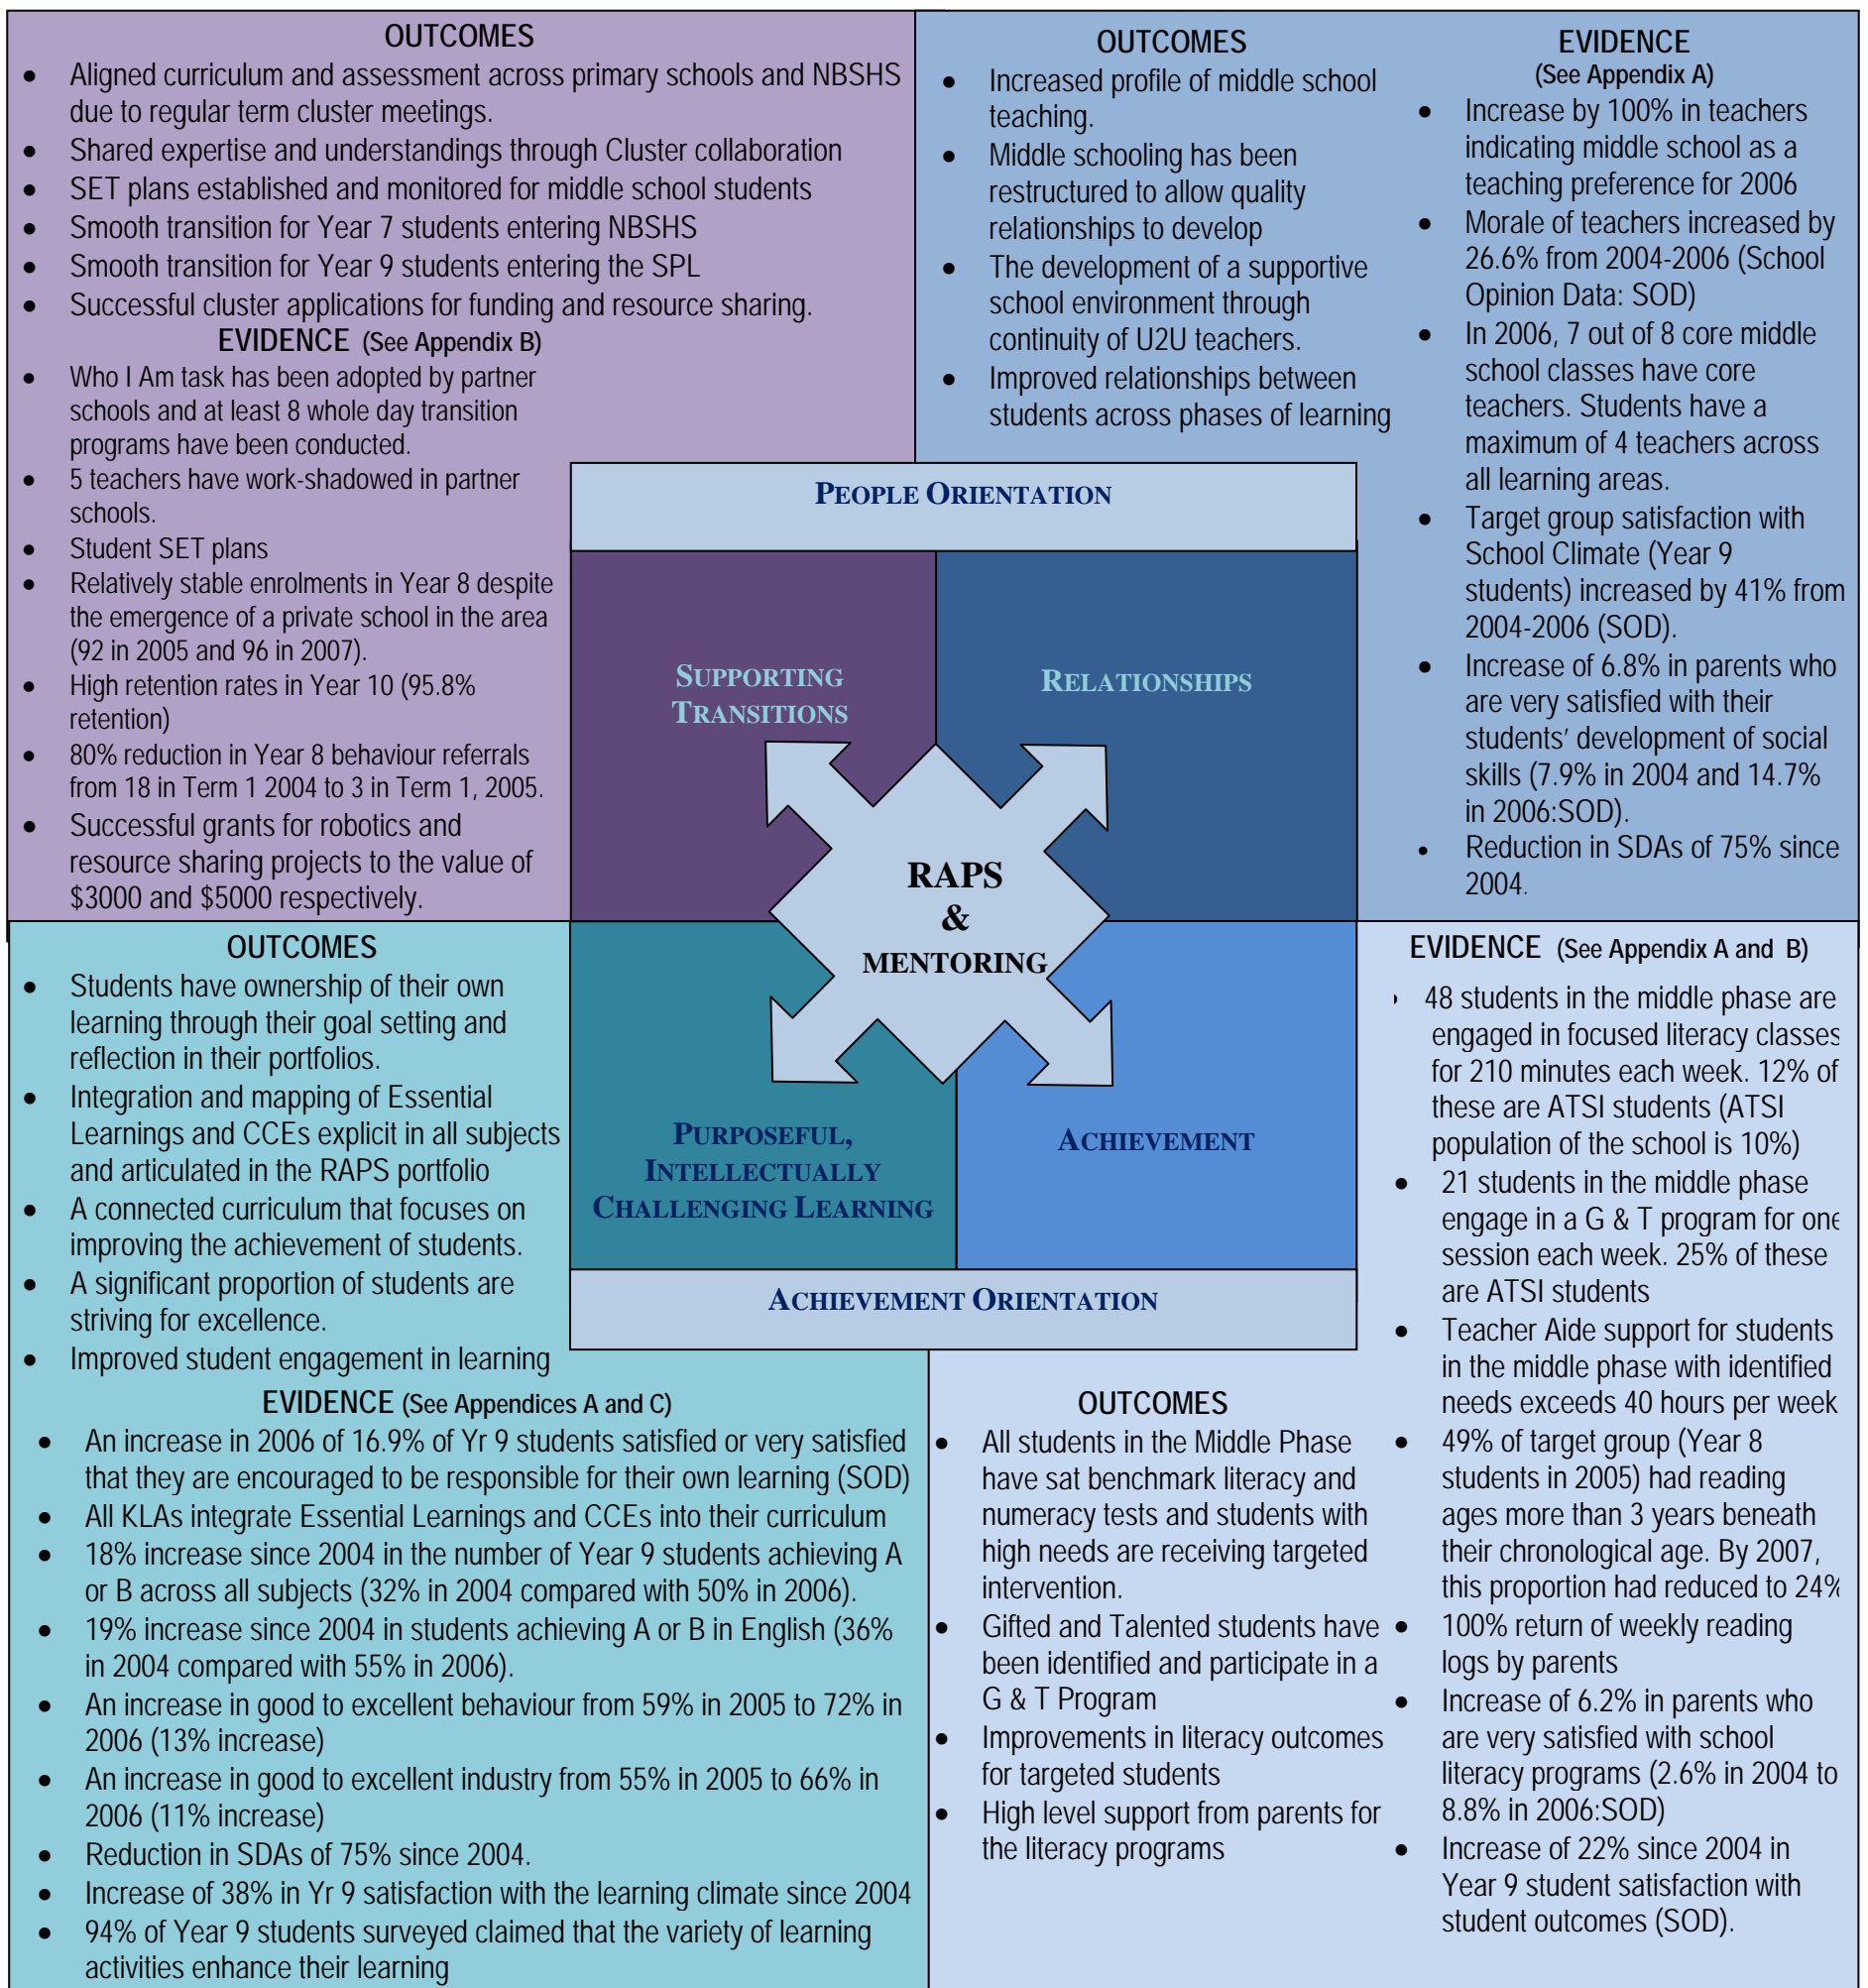 OUTCOMES
• Aligned curriculum and assessment across primary schools and NBSHS
due to regular term cluster meetings.
• Shared expertise and understandings through Cluster collaboration
• SET plans established and monitored for middle school students
• Smooth transition for Year 7 students entering NBSHS
• Smooth transition for Year 9 students entering the SPL
• Successful cluster applications for funding and resource sharing.
EVIDENCE (See Appendix B)
• Who I Am task has been adopted by partner
schools and at least 8 whole day transition
programs have been conducted.
• 5 teachers have work-shadowed in partner
schools.
• Student SET plans
• Relatively stable enrolments in Year 8 despite
the emergence of a private school in the area
(92 in 2005 and 96 in 2007).
• High retention rates in Year 10 (95.8%
retention)
• 80% reduction in Year 8 behaviour referrals
from 18 in Term 1 2004 to 3 in Term 1, 2005.
• Successful grants for robotics and
resource sharing projects to the value of
$3000 and $5000 respectively.
OUTCOMES
• Increased profile of middle school
teaching.
• Middle schooling has been
restructured to allow quality
relationships to develop
• The development of a supportive
school environment through
continuity of U2U teachers.
• Improved relationships between
students across phases of learning
EVIDENCE
(See Appendix A)
• Increase by 100% in teachers
indicating middle school as a
teaching preference for 2006
• Morale of teachers increased by
26.6% from 2004-2006 (School
Opinion Data: SOD)
• In 2006, 7 out of 8 core middle
school classes have core
teachers. Students have a
maximum of 4 teachers across
all learning areas.
• Target group satisfaction with
School Climate (Year 9
students) increased by 41% from
2004-2006 (SOD).
• Increase of 6.8% in parents who
are very satisfied with their
students' development of social
skills (7.9% in 2004 and 14.7%
in 2006:SOD).
• Reduction in SDAs of 75% since
2004.
PEOPLE ORIENTATION
SUPPORTING
TRANSITIONS
RELATIONSHIPS
RAPS
&
MENTORING
PURPOSEFUL,
INTELLECTUALLY
CHALLENGING LEARNING
ACHIEVEMENT
ACHIEVEMENT ORIENTATION
OUTCOMES
• Students have ownership of their own
learning through their goal setting and
reflection in their portfolios.
• Integration and mapping of Essential
Learnings and CCEs explicit in all subjects
and articulated in the RAPS portfolio
• A connected curriculum that focuses on
improving the achievement of students.
• A significant proportion of students are
striving for excellence.
• Improved student engagement in learning
EVIDENCE (See Appendices A and C)
• An increase in 2006 of 16.9% of Yr 9 students satisfied or very satisfied
that they are encouraged to be responsible for their own learning (SOD)
• All KLAs integrate Essential Learnings and CCEs into their curriculum
• 18% increase since 2004 in the number of Year 9 students achieving A
or B across all subjects (32% in 2004 compared with 50% in 2006).
• 19% increase since 2004 in students achieving A or B in English (36%
in 2004 compared with 55% in 2006).
• An increase in good to excellent behaviour from 59% in 2005 to 72% in
2006 (13% increase)
• An increase in good to excellent industry from 55% in 2005 to 66% in
2006 (11% increase)
• Reduction in SDAs of 75% since 2004.
• Increase of 38% in Yr 9 satisfaction with the learning climate since 2004
• 94% of Year 9 students surveyed claimed that the variety of learning
activities enhance their learning
OUTCOMES
• All students in the Middle Phase
have sat benchmark literacy and
numeracy tests and students with
high needs are receiving targeted
intervention.
• Gifted and Talented students have
been identified and participate in a
G & T Program
• Improvements in literacy outcomes
for targeted students
• High level support from parents for
the literacy programs
EVIDENCE (See Appendix A and B)
• 48 students in the middle phase are
engaged in focused literacy classes
for 210 minutes each week. 12% of
these are ATSI students (ATSI
population of the school is 10%)
• 21 students in the middle phase
engage in a G & T program for one
session each week. 25% of these
are ATSI students
• Teacher Aide support for students
in the middle phase with identified
needs exceeds 40 hours per week
• 49% of target group (Year 8
students in 2005) had reading
ages more than 3 years beneath
their chronological age. By 2007,
this proportion had reduced to 24%
• 100% return of weekly reading
logs by parents
• Increase of 6.2% in parents who
are very satisfied with school
literacy programs (2.6% in 2004 to
8.8% in 2006:SOD)
• Increase of 22% since 2004 in
Year 9 student satisfaction with
student outcomes (SOD).